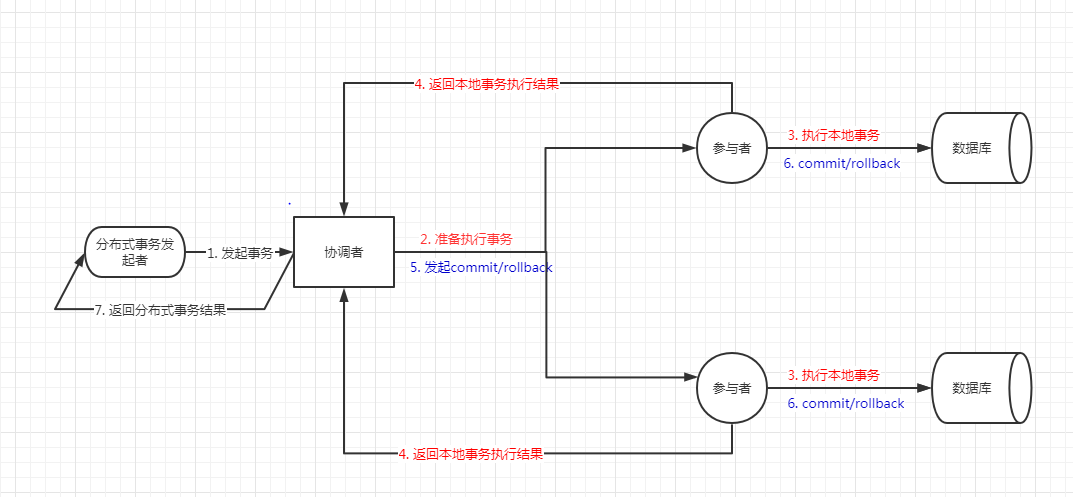 4. 返回本地事务执行结果
3. 执行本地事务
参与者
数据库
6. commit/rollback
分布式事务发
起者
1. 发起事务
协调者
2. 准备执行事务
5. 发起commit/rollback
7. 返回分布式事务结果
3. 执行本地事务
参与者
数据库
6. commit/rollback
4. 返回本地事务执行结果